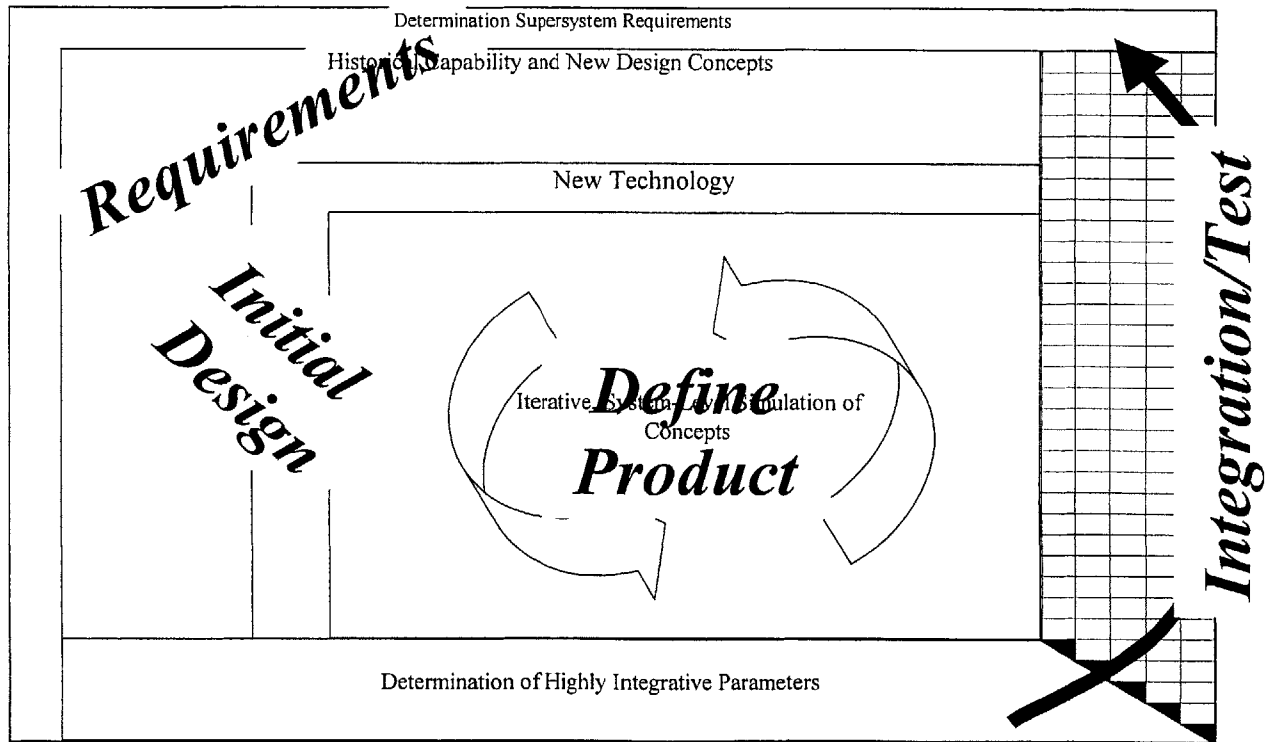 Determination Supersystem Requirements
Historical Capability and New Design Concepts
Requirements
New Technology
Initial
Design
Iterative, System-Level Simulation of
Concepts
Define
Product
Integration/Test
Determination of Highly Integrative Parameters